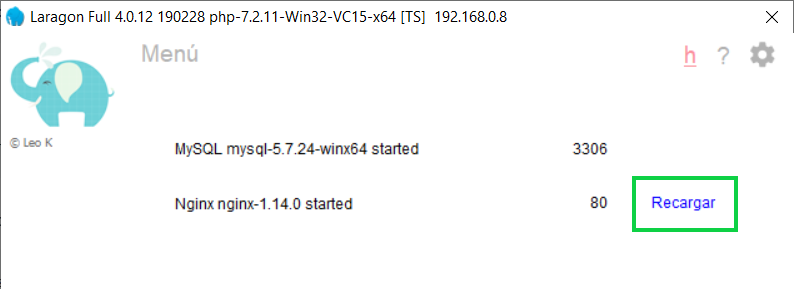 Laragon Full 4.0.12 190228 php-7.2.11-Win32-VC15-x64 [TS] 192.168.0.8
Menú
h ?
© Leo K
MySQL mysql-5.7.24-winx64 started 3306
Nginx nginx-1.14.0 started 80 Recargar